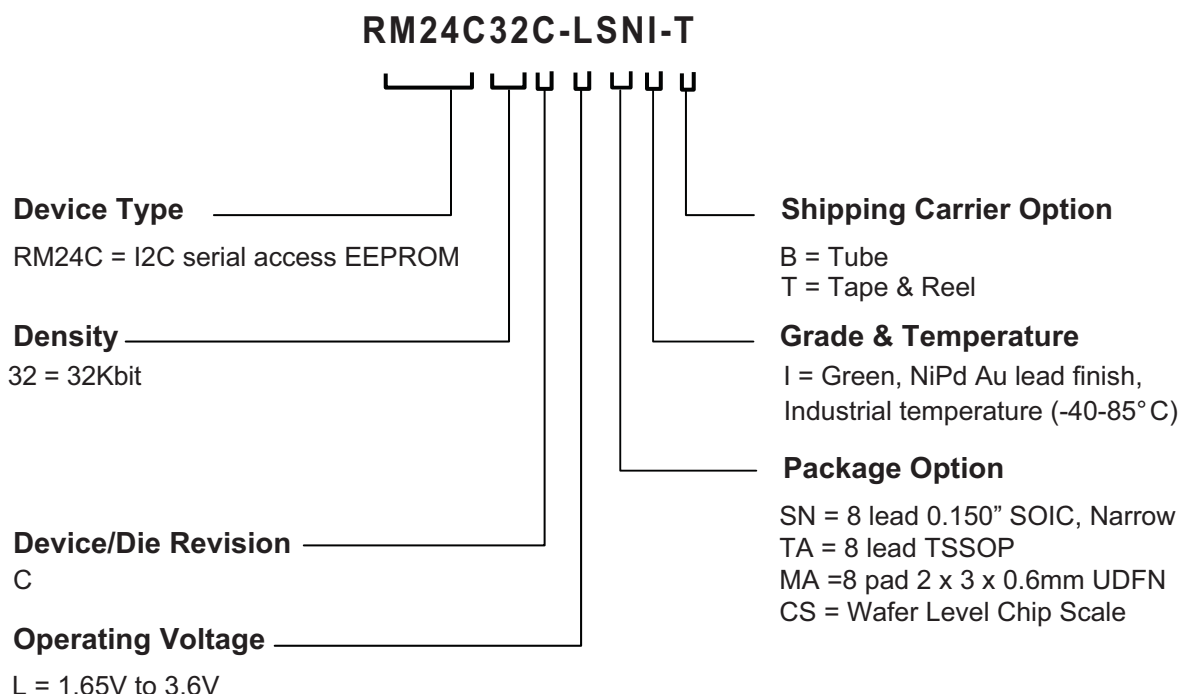 RM24C32C-LSNI-T
Device Type
RM24C = I2C serial access EEPROM
Density
32 = 32Kbit
Device/Die Revision
C
Operating Voltage
L = 1.65V to 3.6V
Shipping Carrier Option
B = Tube
T = Tape & Reel
Grade & Temperature
I = Green, NiPd Au lead finish,
Industrial temperature (-40-85°C)
Package Option
SN = 8 lead 0.150” SOIC, Narrow
TA = 8 lead TSSOP
MA =8 pad 2 x 3 x 0.6mm UDFN
CS = Wafer Level Chip Scale